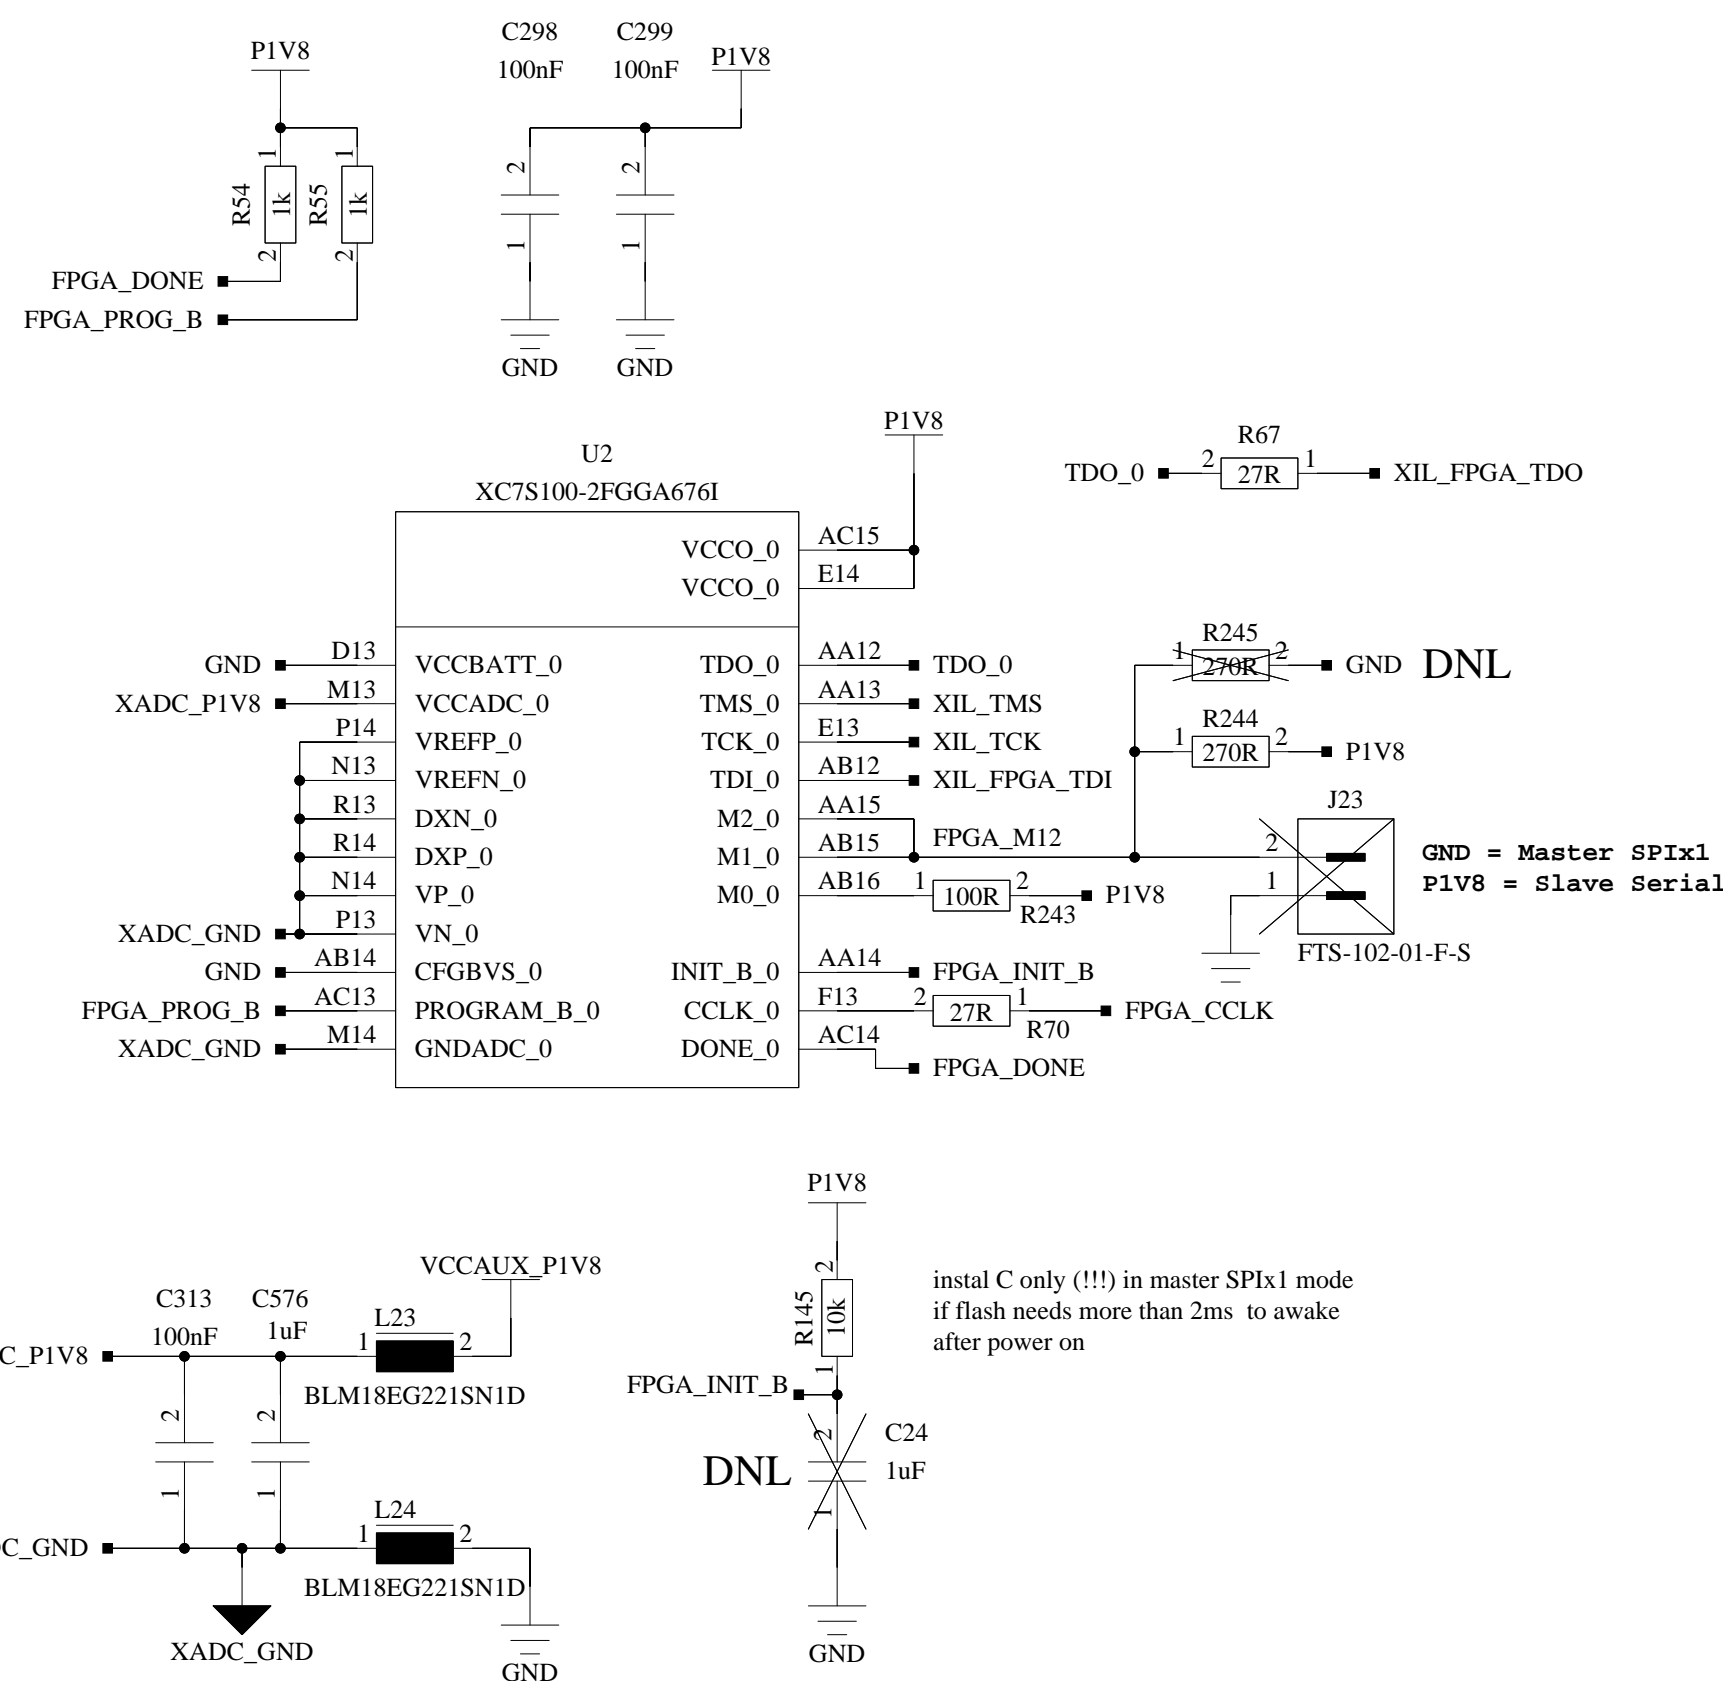 C298
C299
P1V8
100nF
100nF
P1V8
1
1
2
2
R54
1k
R55
1k
1
1
2
2
FPGA_DONE
FPGA_PROG_B
GND
GND
P1V8
U2
XC7S100-2FGGA676I
R67
TDO_0
2
27R
1
XIL_FPGA_TDO
VCCO_0
AC15
VCCO_0
E14
GND
D13
VCCBATT_0
TDO_0
AA12
TDO_0
XADC_P1V8
M13
VCCADC_0
TMS_0
AA13
XIL_TMS
P14
VREFP_0
TCK_0
E13
XIL_TCK
N13
VREFN_0
TDI_0
AB12
XIL_FPGA_TDI
R13
DXN_0
M2_0
AA15
R14
DXP_0
M1_0
AB15
FPGA_M12
N14
VP_0
M0_0
AB16
1
100R
2
R243
P1V8
XADC_GND
P13
VN_0
GND
AB14
CFGBVS_0
INIT_B_0
AA14
FPGA_INIT_B
FPGA_PROG_B
AC13
PROGRAM_B_0
CCLK_0
F13
2
27R
1
R70
FPGA_CCLK
XADC_GND
M14
GNDADC_0
DONE_0
AC14
FPGA_DONE
R245
1
270R
2
GND
DNL
R244
1
270R
2
P1V8
J23
2
1
FTS-102-01-F-S
GND = Master SPIx1
P1V8 = Slave Serial
VCCAUX_P1V8
C313
100nF
C576
1uF
L23
C_P1V8
1
2
BLM18EG221SN1D
2
2
1
1
L24
C_GND
1
2
BLM18EG221SN1D
XADC_GND
GND
P1V8
2
R145
10k
1
FPGA_INIT_B
2
C24
1uF
DNL
1
GND
instal C only (!!!) in master SPIx1 mode
if flash needs more than 2ms to awake
after power on